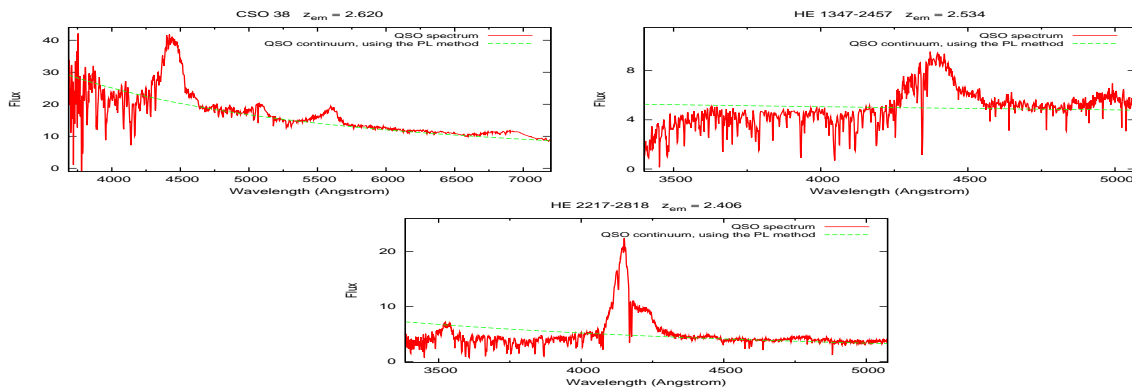 CSO 38 z_em = 2.620
QSO spectrum
QSO continuum, using the PL method
Flux
40
30
20
10
0
4000 4500 5000 5500 6000 6500 7000
Wavelength (Angstrom)
HE 1347-2457 z_em = 2.534
QSO spectrum
QSO continuum, using the PL method
Flux
8
4
0
3500 4000 4500 5000
Wavelength (Angstrom)
HE 2217-2818 z_em = 2.406
QSO spectrum
QSO continuum, using the PL method
Flux
20
10
0
3500 4000 4250 4500 5000
Wavelength (Angstrom)